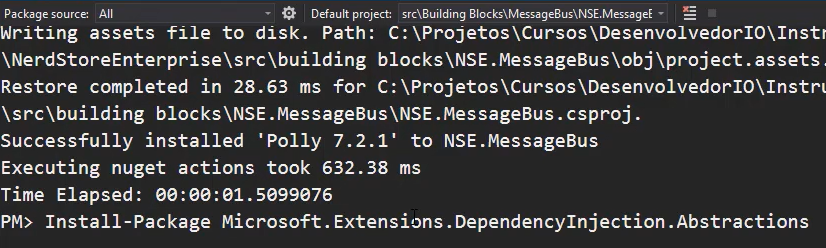 Package source: All Default project: src\Building Blocks\MessageBus\NSE.MessageE
Writing assets file to disk. Path: C:\Projetos\Cursos\DesenvolvedorIO\Instr
\NerdStoreEnterprise\src\building blocks\NSE.MessageBus\obj\project.assets.
Restore completed in 28.63 ms for C:\Projetos\Cursos\DesenvolvedorIO\Instru
\src\building blocks\NSE.MessageBus\NSE.MessageBus.csproj.
Successfully installed 'Polly 7.2.1' to NSE.MessageBus
Executing nuget actions took 632.38 ms
Time Elapsed: 00:00:01.5099076
PM> Install-Package Microsoft.Extensions.DependencyInjection.Abstractions